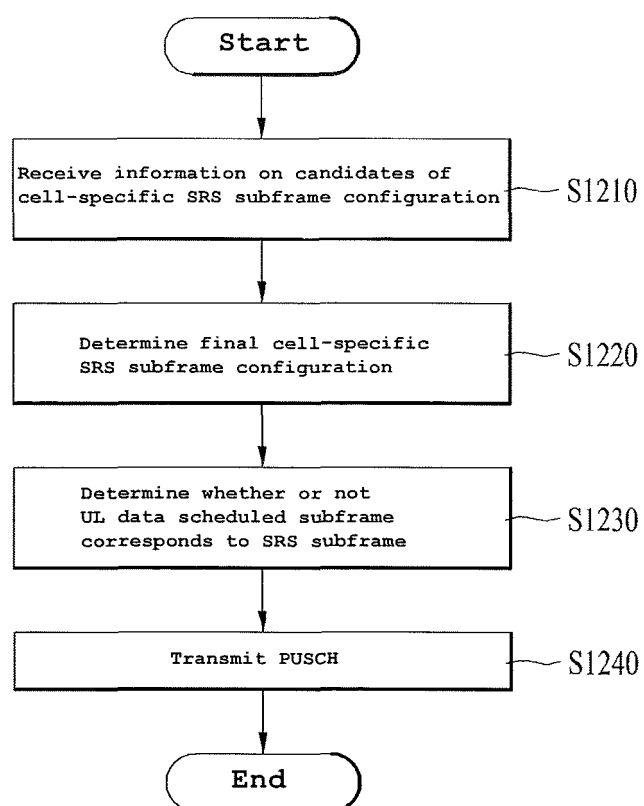 Start
Receive information on candidates of
cell-specific SRS subframe configuration
S1210
Determine final cell-specific
SRS subframe configuration
S1220
Determine whether or not
UL data scheduled subframe
corresponds to SRS subframe
S1230
Transmit PUSCH
S1240
End